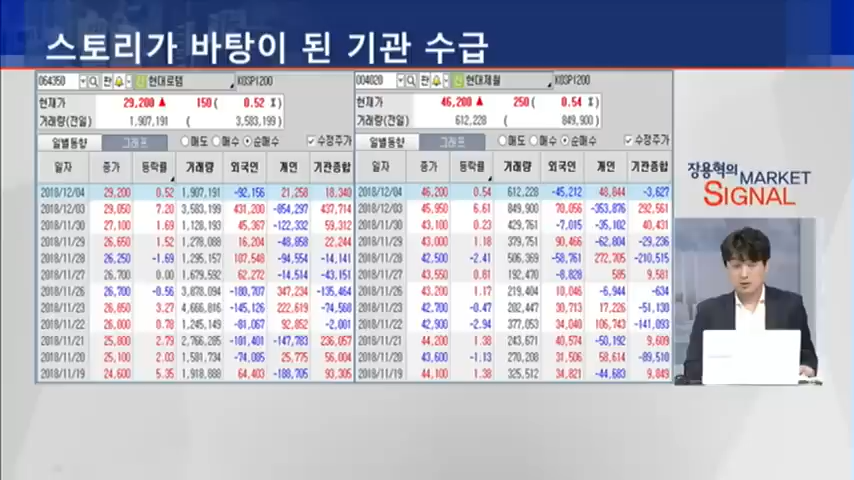 스토리가 바탕이 된 기관 수급
064350 현대로템 KOSPI200
현재가 29,200 ▲ 150 ( 0.52 %)
거래량(전일) 1,907,191 ( 3,583,199 )
일별동향 그래프 매도 매수 순매수 수정주가
일자 종가 등락률 거래량 외국인 개인 기관종합
2018/12/04 29,200 0.52 1,907,191 -92,156 21,258 18,340
2018/12/03 29,050 7.20 3,583,199 431,200 -854,297 437,714
2018/11/30 27,100 1.69 1,128,193 45,367 -122,332 59,312
2018/11/29 26,650 1.52 1,278,088 16,204 -48,858 22,244
2018/11/28 26,250 -1.69 1,295,157 107,548 -94,554 -14,141
2018/11/27 26,700 0.00 1,679,592 62,272 -14,514 -43,151
2018/11/26 26,700 -0.56 3,878,094 -180,707 347,234 -135,464
2018/11/23 26,850 3.27 4,666,816 -145,126 222,619 -74,560
2018/11/22 26,000 0.78 1,245,149 -81,067 92,852 -2,001
2018/11/21 25,800 2.79 2,766,285 -101,401 -147,783 236,057
2018/11/20 25,100 2.03 1,581,734 -74,085 25,775 56,004
2018/11/19 24,600 5.35 1,918,888 64,403 -188,705 93,305
004020 현대제철 KOSPI200
현재가 46,200 ▲ 250 ( 0.54 %)
거래량(전일) 612,228 ( 849,900 )
일별동향 그래프 매도 매수 순매수 수정주가
일자 종가 등락률 거래량 외국인 개인 기관종합
2018/12/04 46,200 0.54 612,228 -45,212 48,644 -3,627
2018/12/03 45,950 6.61 849,900 70,056 -353,876 292,561
2018/11/30 43,100 0.23 429,761 -7,015 -35,102 40,431
2018/11/29 43,000 1.18 379,751 90,466 -62,804 -29,236
2018/11/28 42,500 -2.41 506,389 -58,761 272,705 -210,515
2018/11/27 43,550 0.81 192,470 -8,828 585 9,581
2018/11/26 43,200 1.17 219,404 10,046 -6,944 -634
2018/11/23 42,700 -0.47 202,447 30,713 17,226 -51,130
2018/11/22 42,900 -2.94 377,053 34,040 106,743 -141,093
2018/11/21 44,200 1.38 243,671 40,574 -50,192 9,609
2018/11/20 43,600 -1.13 270,208 31,506 58,614 -89,510
2018/11/19 44,100 1.38 325,512 34,821 -44,683 9,849
장용혁의
MARKET
SIGNAL